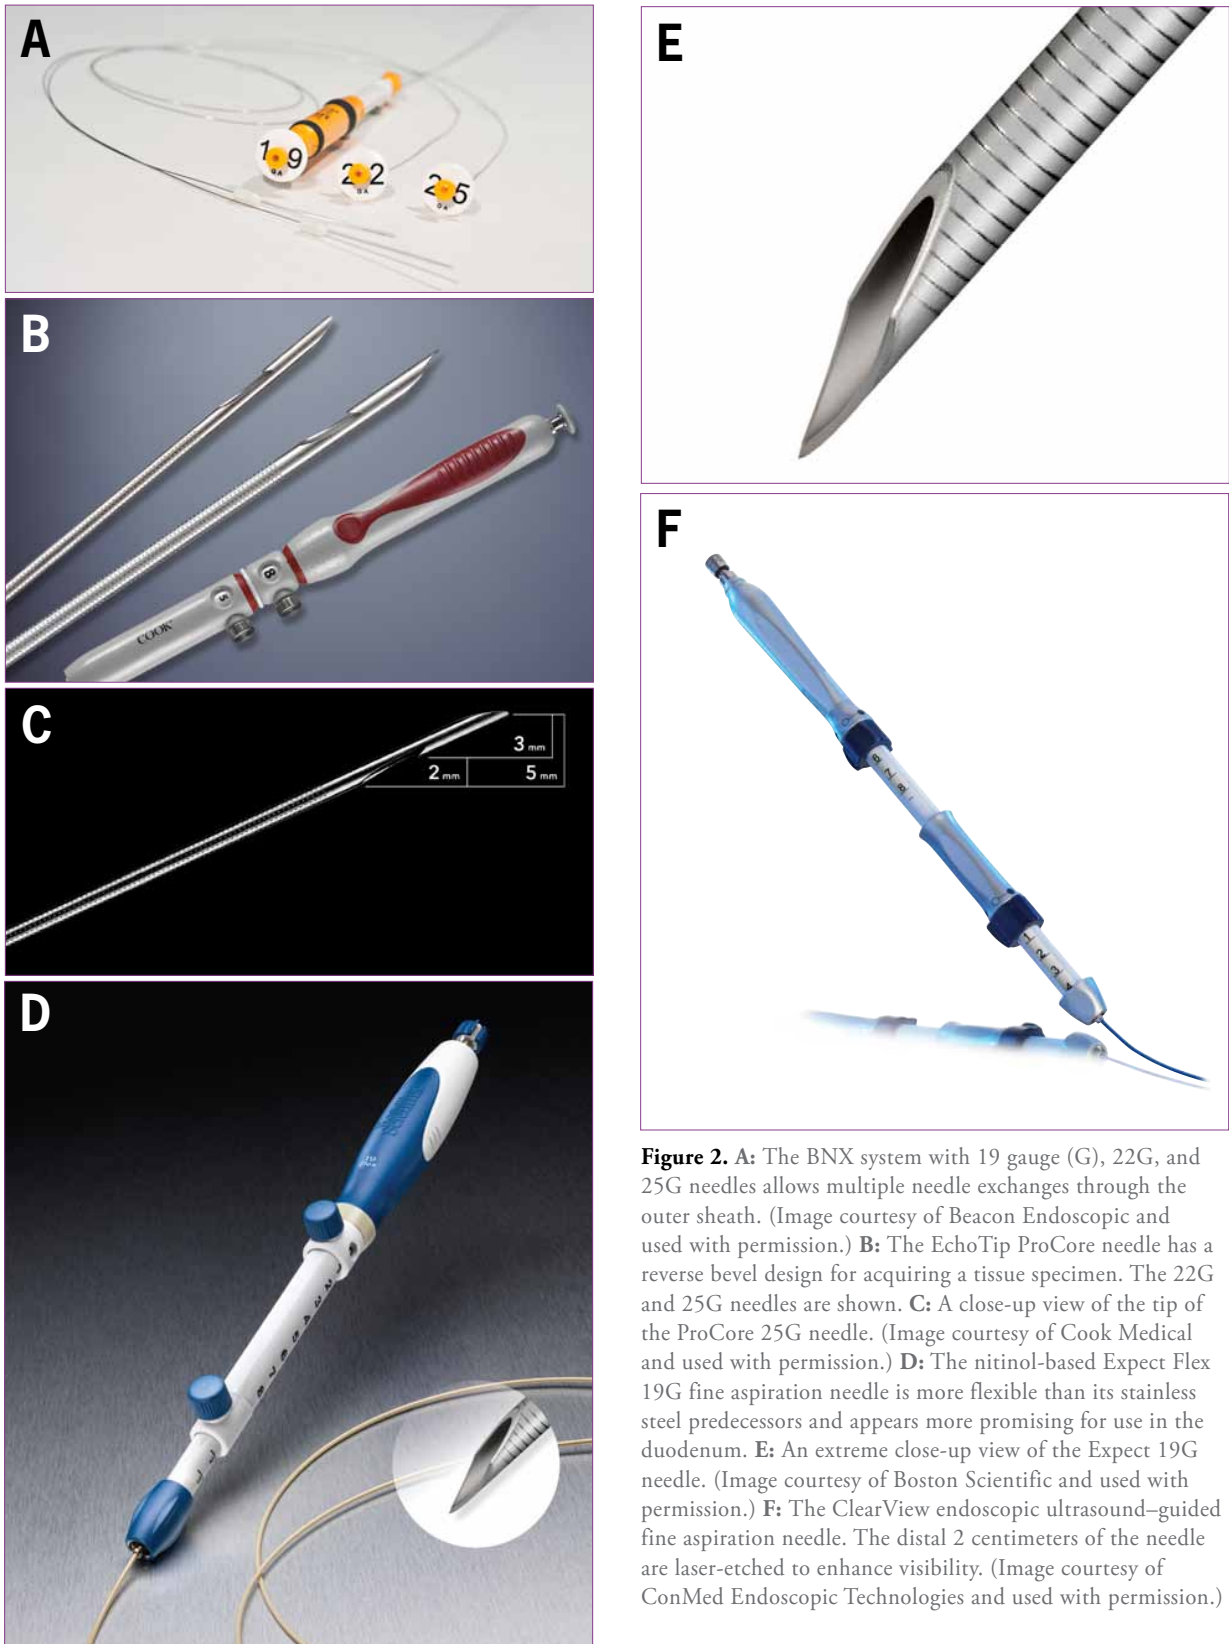 A
19
GA
22
GA
25
GA
B
COOK
5
8
C
3 mm
2 mm
5 mm
D
E
F
6
7
8
1
2
3
4
Figure 2. A: The BNX system with 19 gauge (G), 22G, and
25G needles allows multiple needle exchanges through the
outer sheath. (Image courtesy of Beacon Endoscopic and
used with permission.) B: The EchoTip ProCore needle has a
reverse bevel design for acquiring a tissue specimen. The 22G
and 25G needles are shown. C: A close-up view of the tip of
the ProCore 25G needle. (Image courtesy of Cook Medical
and used with permission.) D: The nitinol-based Expect Flex
19G fine aspiration needle is more flexible than its stainless
steel predecessors and appears more promising for use in the
duodenum. E: An extreme close-up view of the Expect 19G
needle. (Image courtesy of Boston Scientific and used with
permission.) F: The ClearView endoscopic ultrasound–guided
fine aspiration needle. The distal 2 centimeters of the needle
are laser-etched to enhance visibility. (Image courtesy of
ConMed Endoscopic Technologies and used with permission.)